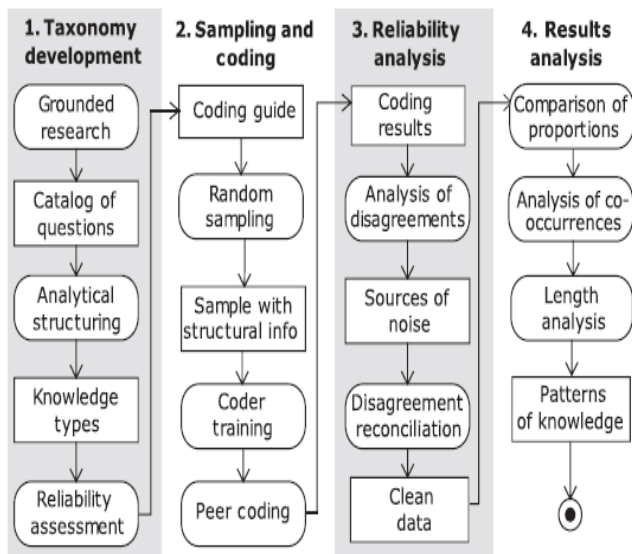 1. Taxonomy
development
Grounded
research
Catalog of
questions
Analytical
structuring
Knowledge
types
Reliability
assessment
2. Sampling and
coding
Coding guide
Random
sampling
Sample with
structural info
Coder
training
Peer coding
3. Reliability
analysis
Coding
results
Analysis of
disagreements
Sources of
noise
Disagreement
reconciliation
Clean
data
4. Results
analysis
Comparison of
proportions
Analysis of co-
occurrences
Length
analysis
Patterns
of knowledge